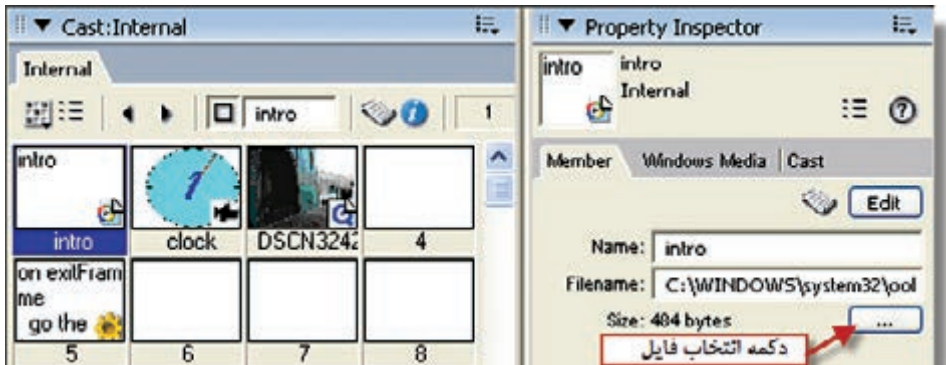 Cast:Internal
Internal
intro
1
intro
intro
1
clock
DSCN3242
4
on exitFram
me
go the
5
6
7
8
Property Inspector
intro
intro
Internal
Member
Windows Media
Cast
Edit
Name: intro
Filename: C:\WINDOWS\system32\ool
Size: 484 bytes
...
دکمه انتخاب فایل